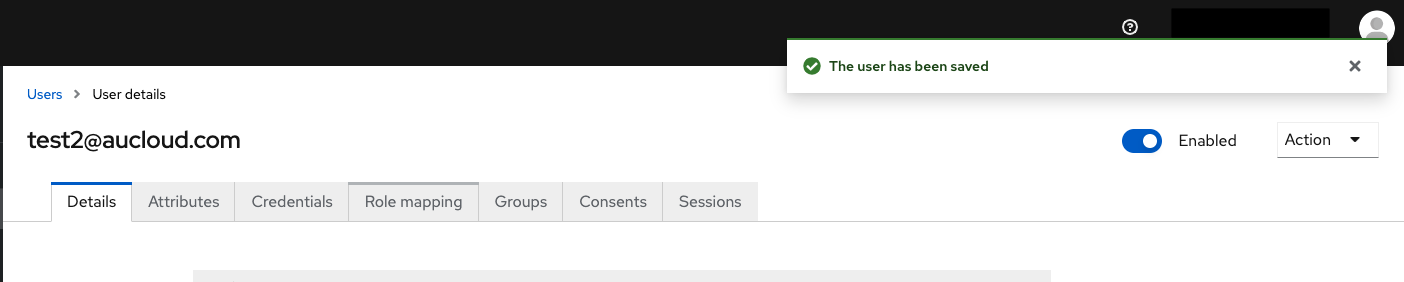 The user has been saved
Users > User details
test2@aucloud.com
Enabled
Action
Details Attributes Credentials Role mapping Groups Consents Sessions